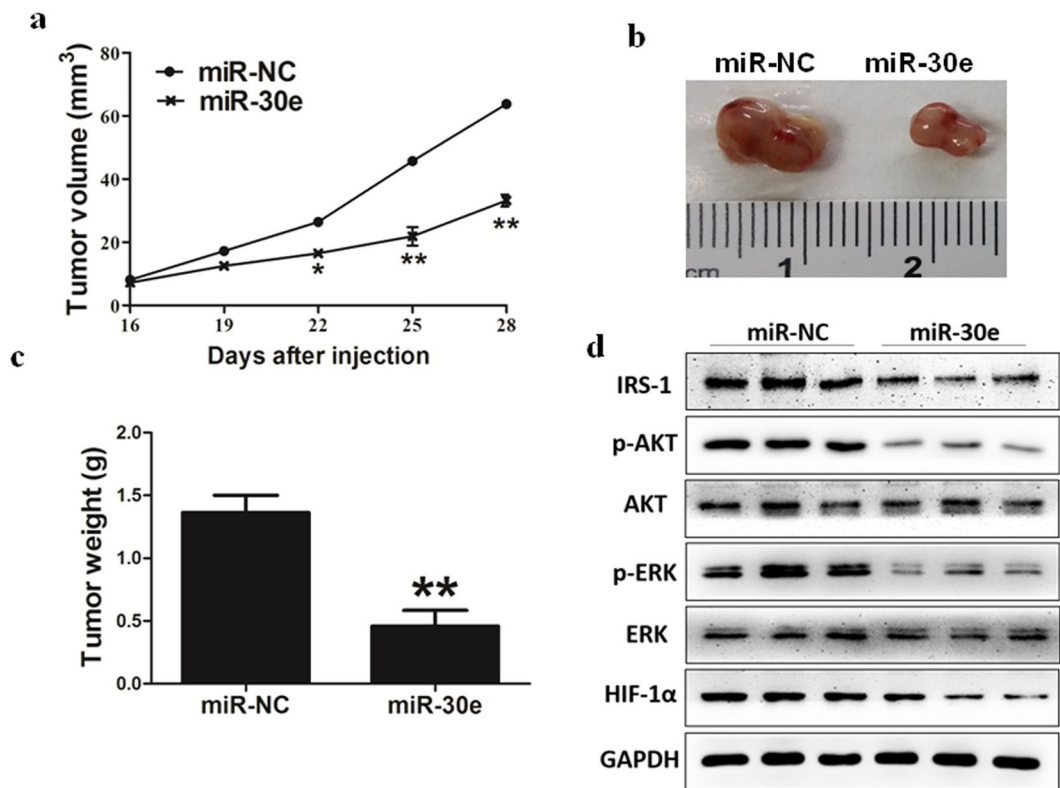 a
Tumor volume (mm³)
80
60
40
20
0
miR-NC
miR-30e
*
**
**
16 19 22 25 28
Days after injection
b
miR-NC miR-30e
cm 1 2
c
Tumor weight (g)
2.0
1.5
1.0
0.5
0.0
**
miR-NC miR-30e
d
miR-NC miR-30e
IRS-1
p-AKT
AKT
p-ERK
ERK
HIF-1α
GAPDH